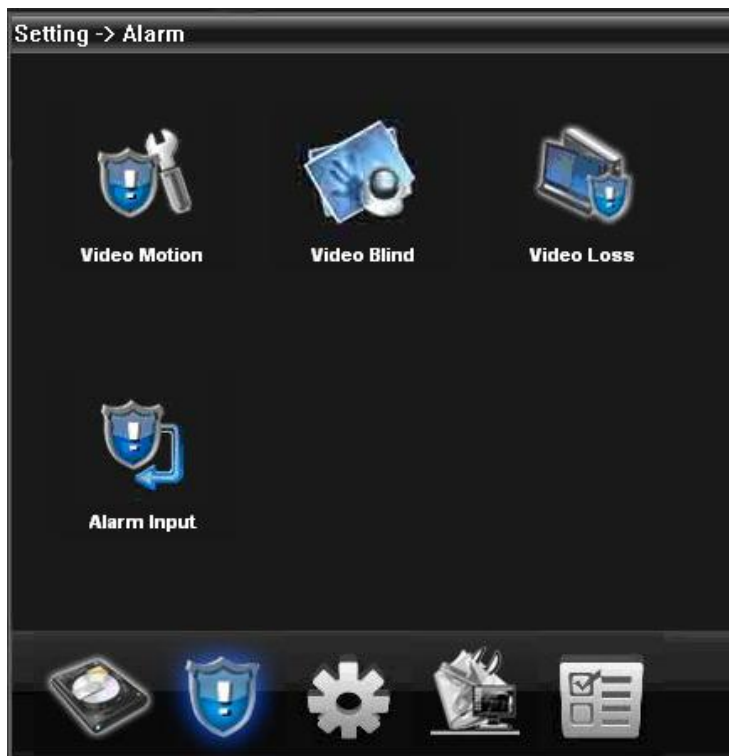 Setting -> Alarm
Video Motion
Video Blind
Video Loss
Alarm Input